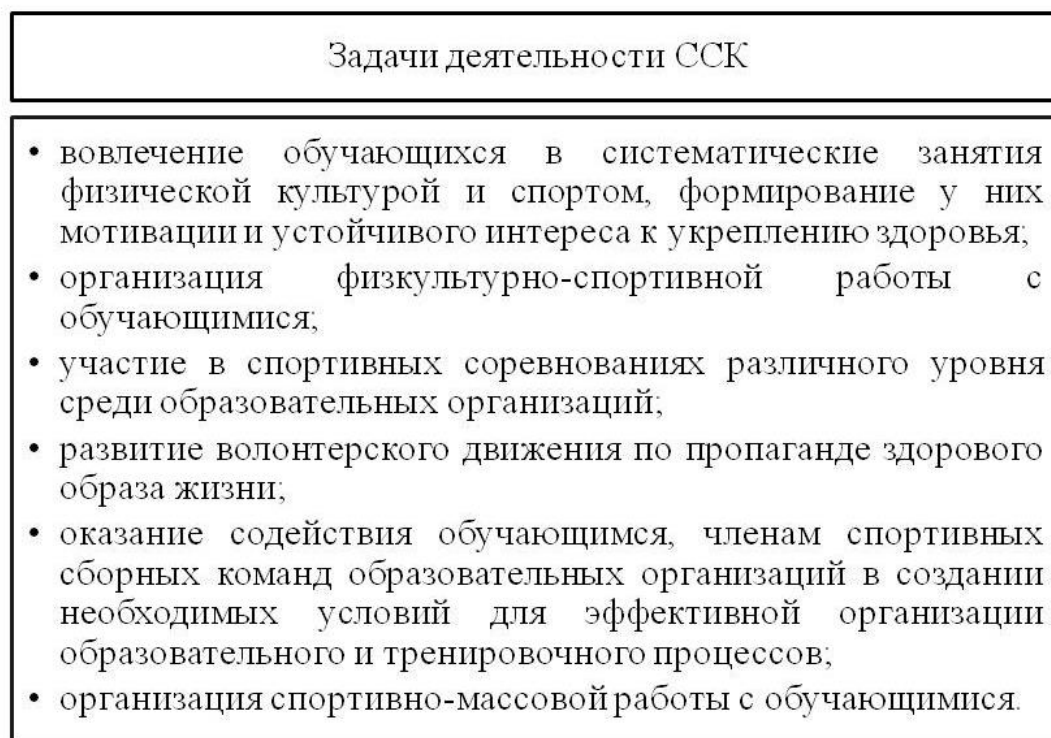 Задачи деятельности ССК
• вовлечение обучающихся в систематические занятия
физической культурой и спортом, формирование у них
мотивации и устойчивого интереса к укреплению здоровья;
• организация физкультурно-спортивной работы с
обучающимися;
• участие в спортивных соревнованиях различного уровня
среди образовательных организаций;
• развитие волонтерского движения по пропаганде здорового
образа жизни;
• оказание содействия обучающимся, членам спортивных
сборных команд образовательных организаций в создании
необходимых условий для эффективной организации
образовательного и тренировочного процессов;
• организация спортивно-массовой работы с обучающимися.